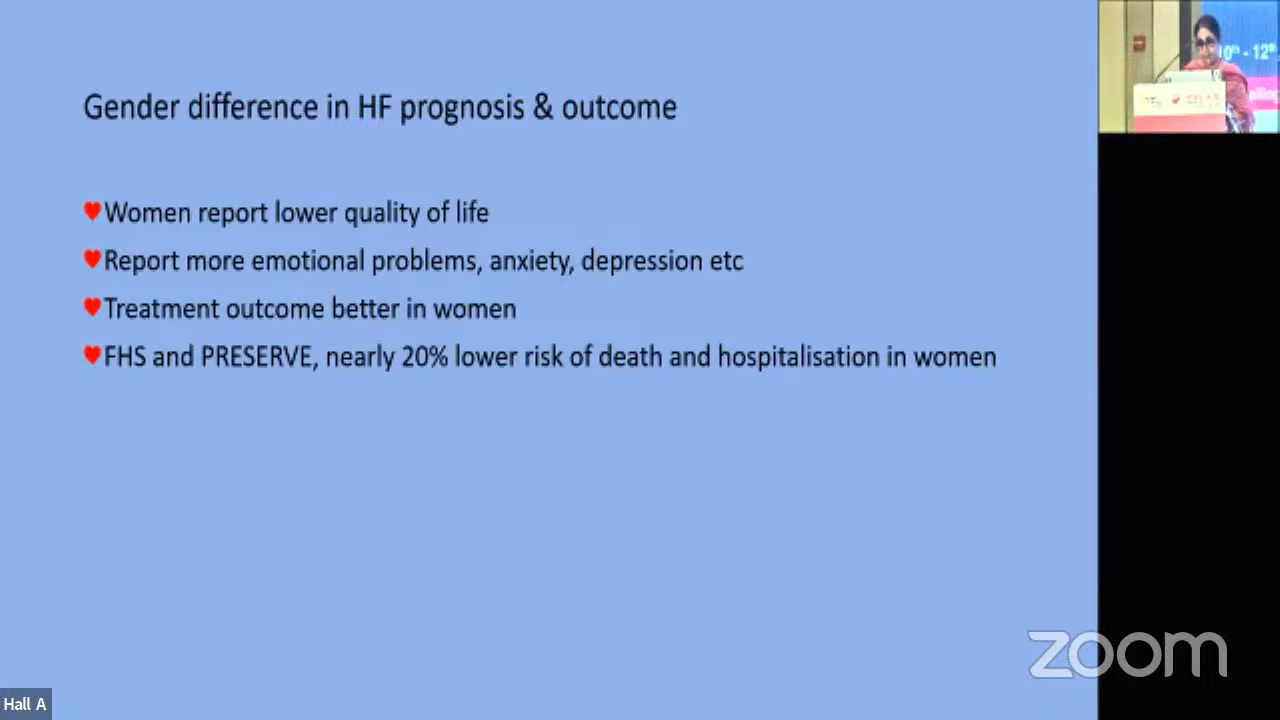 Gender difference in HF prognosis & outcome
Women report lower quality of life
Report more emotional problems, anxiety, depression etc
Treatment outcome better in women
FHS and PRESERVE, nearly 20% lower risk of death and hospitalisation in women
10th - 12th
zoom
Hall A